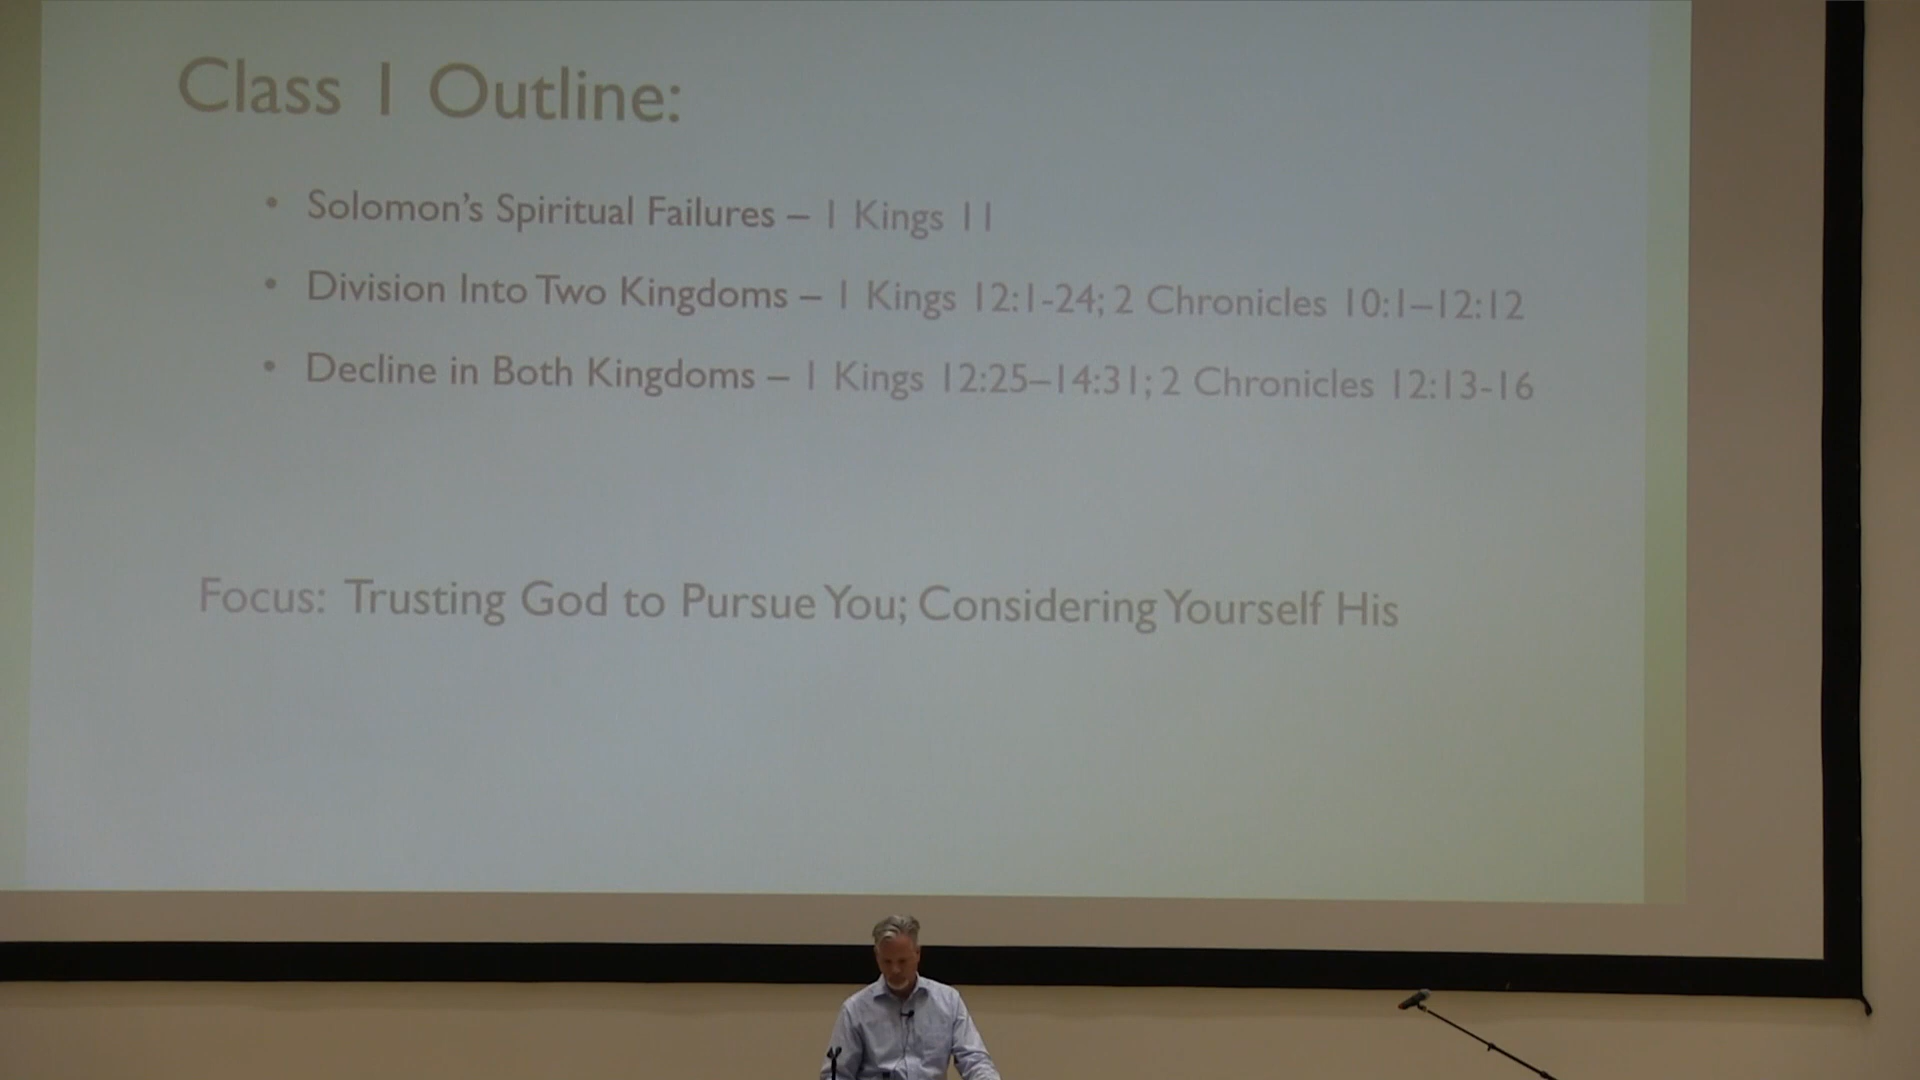 Class 1 Outline:
• Solomon's Spiritual Failures – 1 Kings 11
• Division Into Two Kingdoms – 1 Kings 12:1-24; 2 Chronicles 10:1–12:12
• Decline in Both Kingdoms – 1 Kings 12:25–14:31; 2 Chronicles 12:13-16
Focus: Trusting God to Pursue You; Considering Yourself His